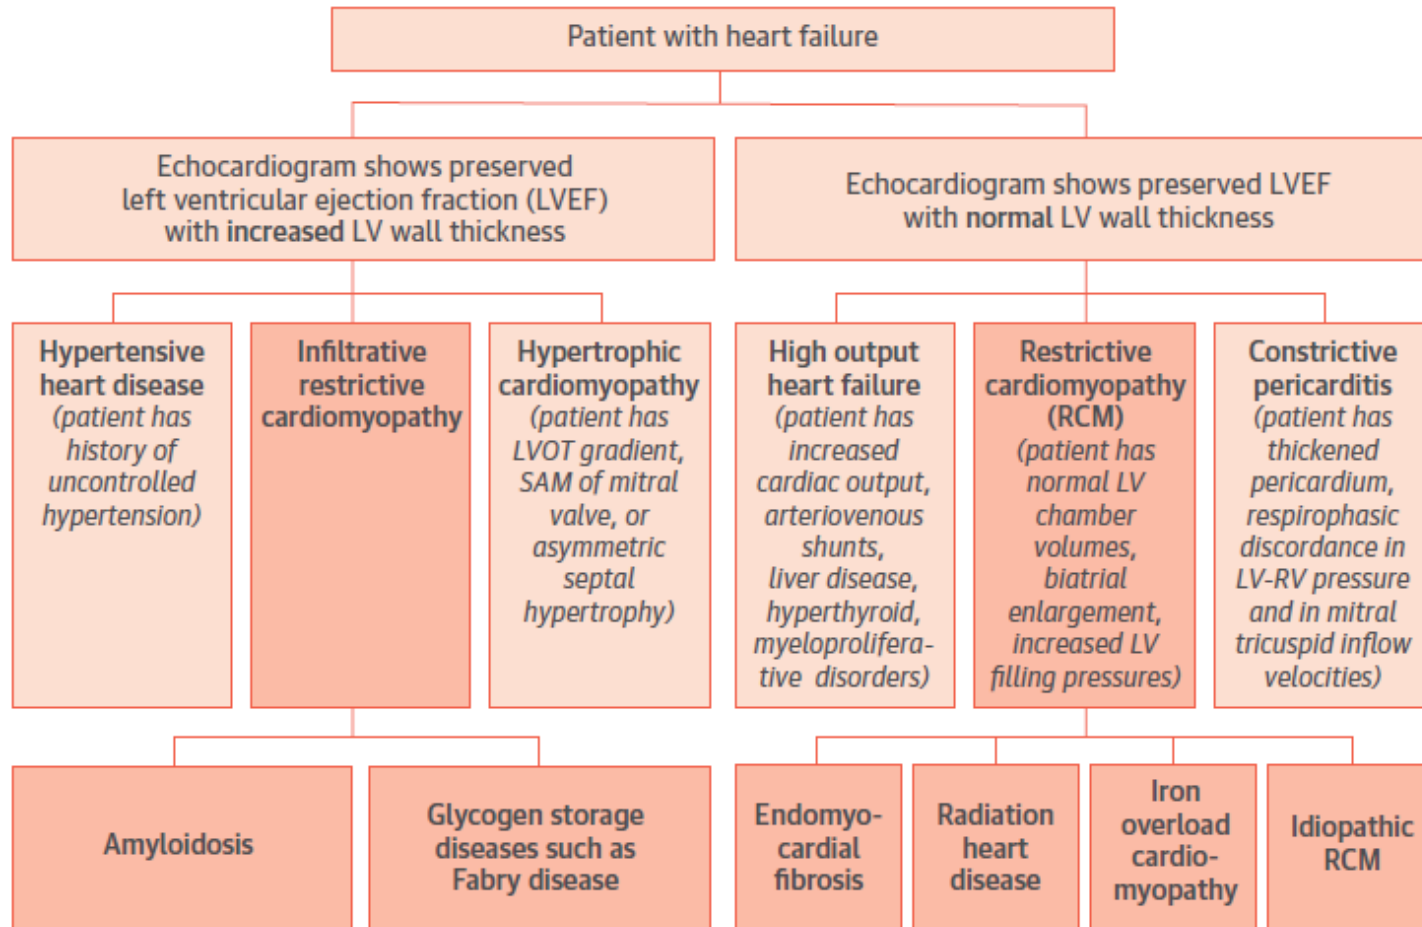 Patient with heart failure
Echocardiogram shows preserved
left ventricular ejection fraction (LVEF)
with increased LV wall thickness
Echocardiogram shows preserved LVEF
with normal LV wall thickness
Hypertensive
heart disease
(patient has
history of
uncontrolled
hypertension)
Infiltrative
restrictive
cardiomyopathy
Hypertrophic
cardiomyopathy
(patient has
LVOT gradient,
SAM of mitral
valve, or
asymmetric
septal
hypertrophy)
High output
heart failure
(patient has
increased
cardiac output,
arteriovenous
shunts,
liver disease,
hyperthyroid,
myeloprolifera-
tive disorders)
Restrictive
cardiomyopathy
(RCM)
(patient has
normal LV
chamber
volumes,
biatrial
enlargement,
increased LV
filling pressures)
Constrictive
pericarditis
(patient has
thickened
pericardium,
respirophasic
discordance in
LV-RV pressure
and in mitral
tricuspid inflow
velocities)
Amyloidosis
Glycogen storage
diseases such as
Fabry disease
Endomyo-
cardial
fibrosis
Radiation
heart
disease
Iron
overload
cardio-
myopathy
Idiopathic
RCM